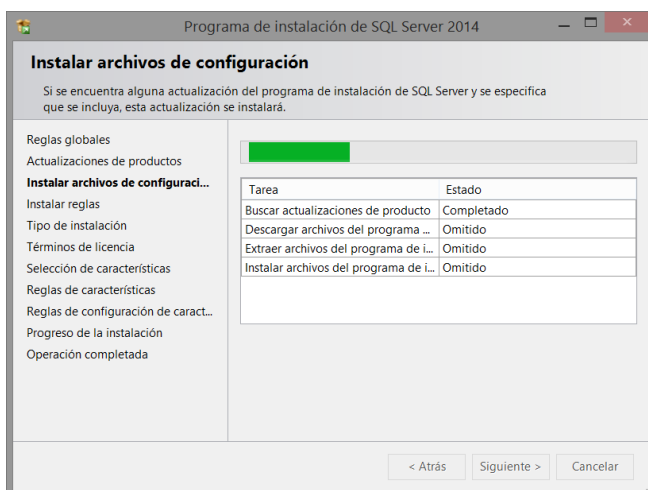 Programa de instalación de SQL Server 2014
Instalar archivos de configuración
Si se encuentra alguna actualización del programa de instalación de SQL Server y se especifica
que se incluya, esta actualización se instalará.
Reglas globales
Actualizaciones de productos
Instalar archivos de configuraci...
Instalar reglas
Tipo de instalación
Términos de licencia
Selección de características
Reglas de características
Reglas de configuración de caract...
Progreso de la instalación
Operación completada
Tarea Estado
Buscar actualizaciones de producto Completado
Descargar archivos del programa ... Omitido
Extraer archivos del programa de i... Omitido
Instalar archivos del programa de i... Omitido
< Atrás Siguiente > Cancelar